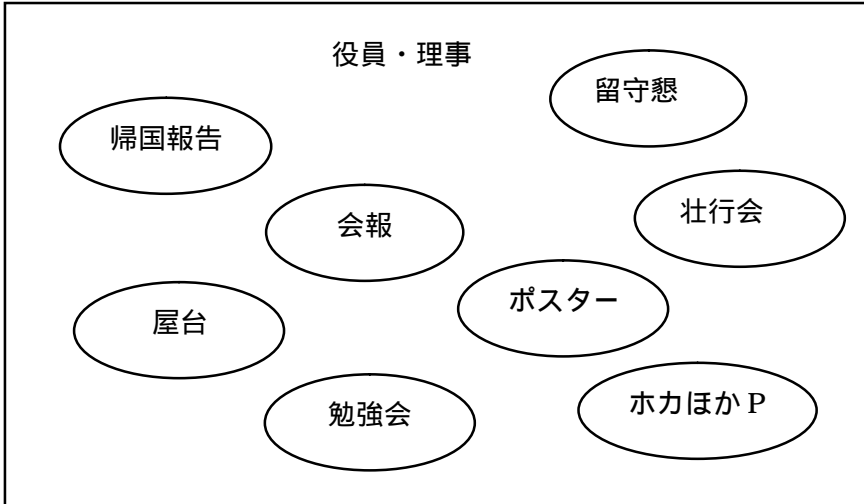 役員・理事
留守懇
帰国報告
壮行会
会報
ポスター
屋台
ホカほかP
勉強会